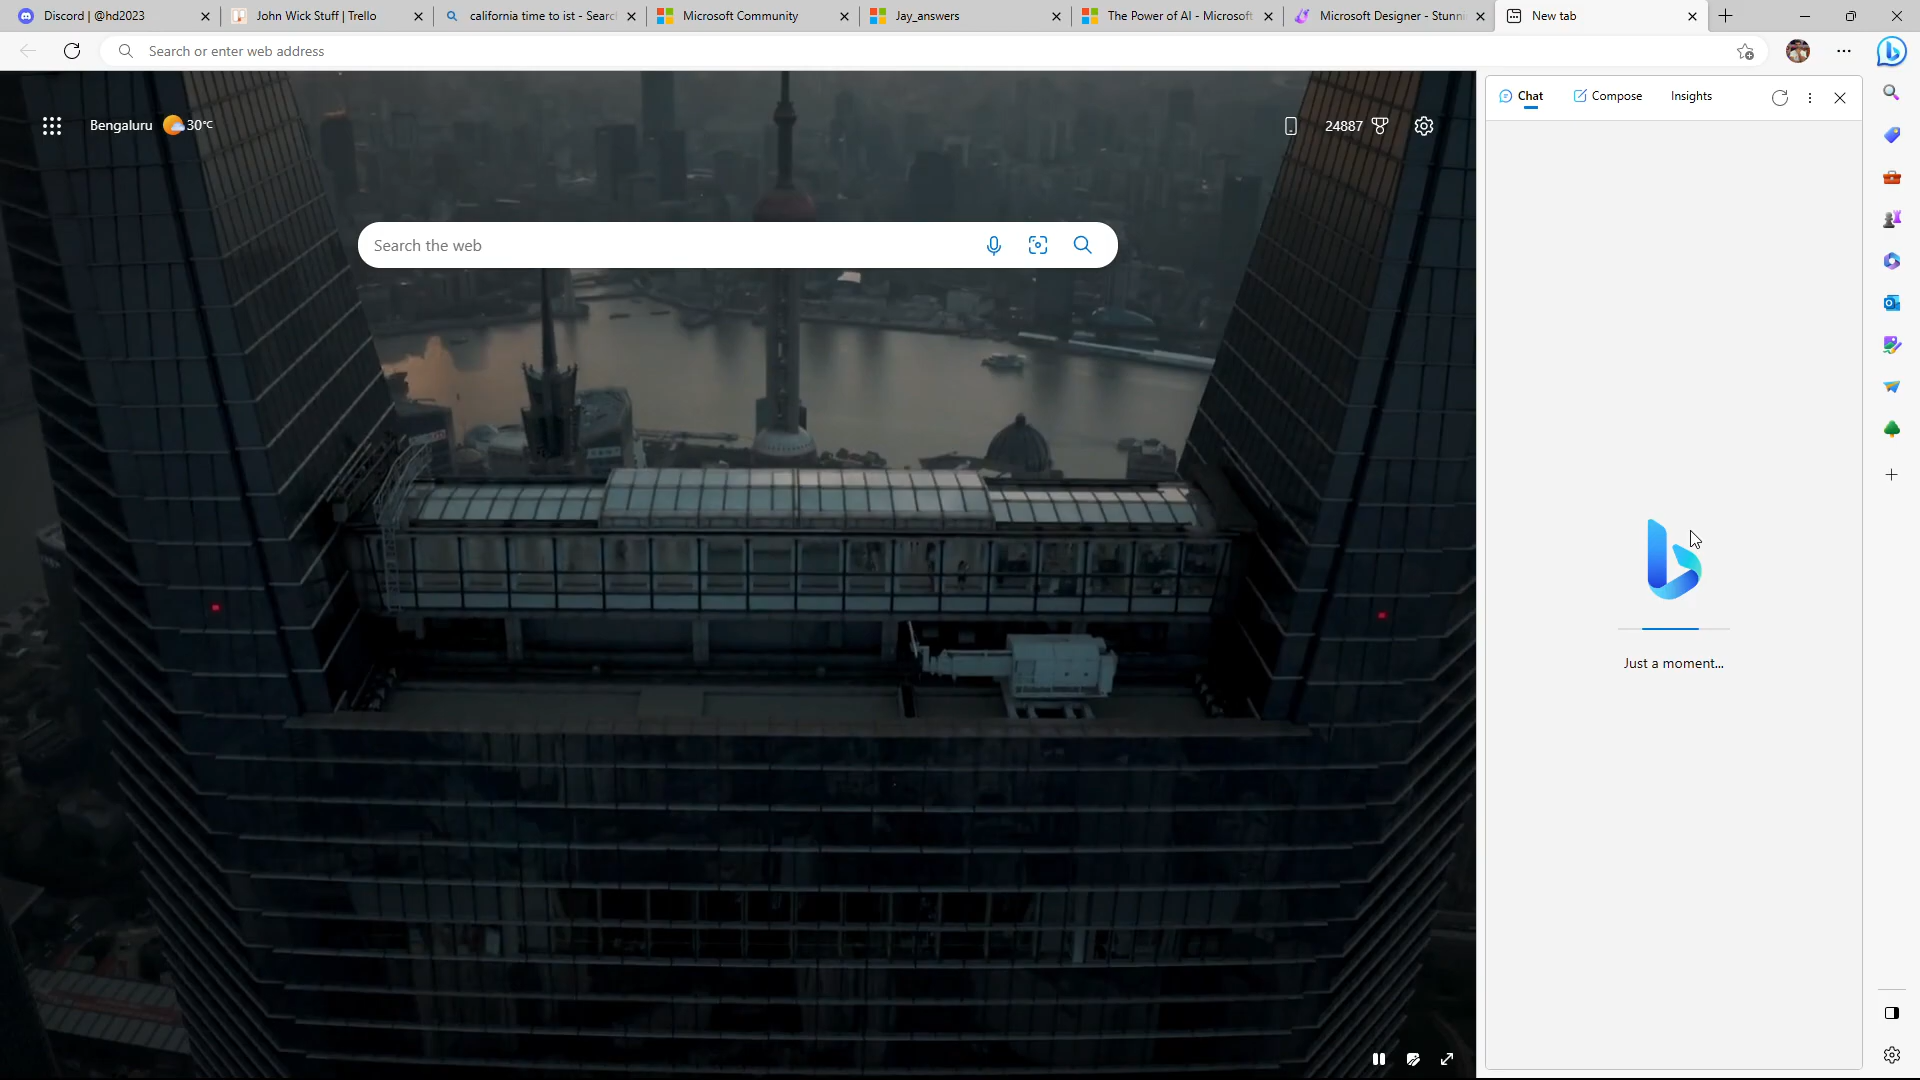 Discord | @hd2023
John Wick Stuff | Trello
california time to ist - Searc
Microsoft Community
Jay_answers
The Power of AI - Microsoft
Microsoft Designer - Stunni
New tab
Search or enter web address
Bengaluru 30°C
24887
Search the web
Chat
Compose
Insights
Just a moment...